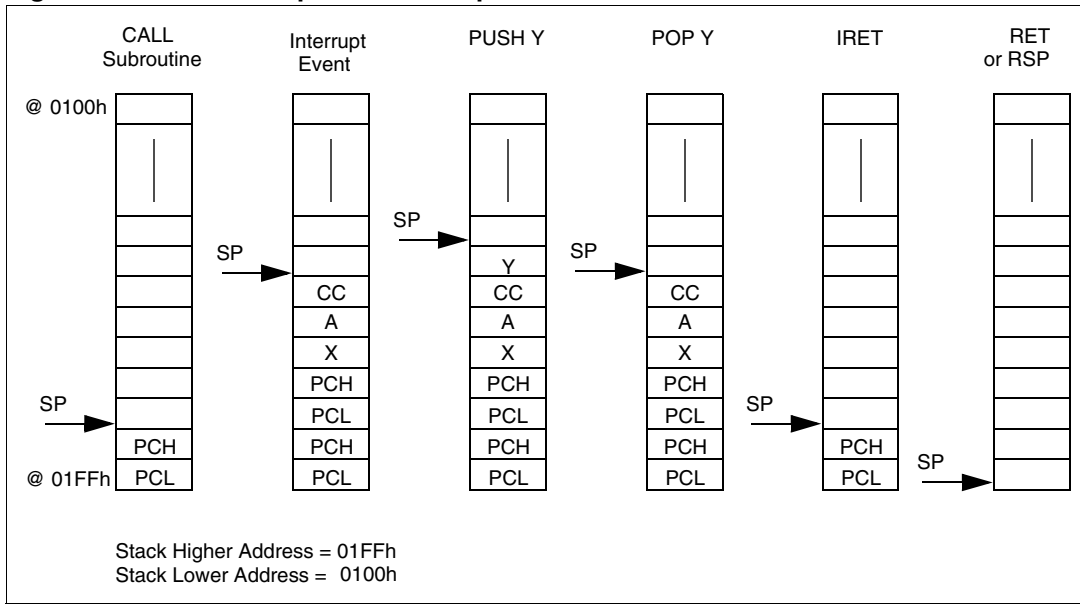 CALL
Subroutine
Interrupt
Event
PUSH Y
POP Y
IRET
RET
or RSP
@ 0100h
SP
SP
SP
Y
CC
CC
CC
A
A
A
X
X
X
PCH
PCH
PCH
SP
SP
PCL
PCL
PCL
PCH
PCH
PCH
PCH
PCH
SP
@ 01FFh
PCL
PCL
PCL
PCL
PCL
Stack Higher Address = 01FFh
Stack Lower Address = 0100h